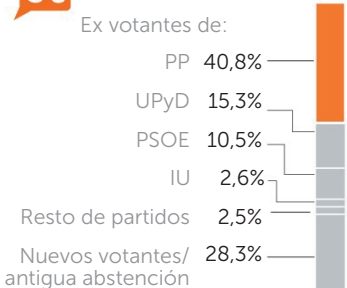 Ex votantes de:
PP 40,8%
UPyD 15,3%
PSOE 10,5%
IU 2,6%
Resto de partidos 2,5%
Nuevos votantes/ 28,3%
antigua abstención